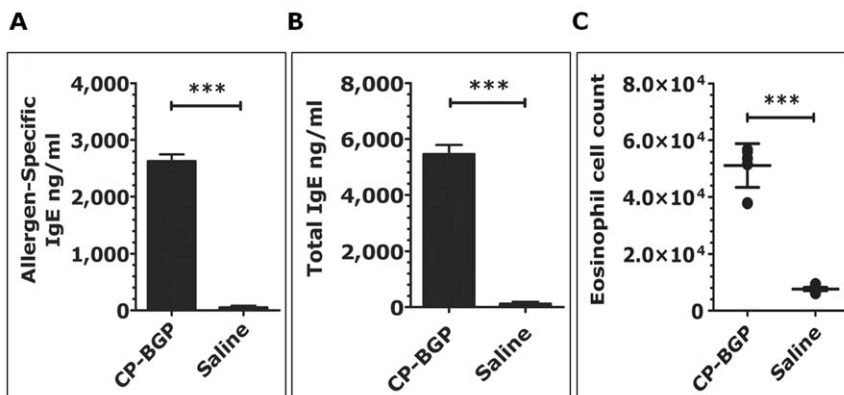 A
Allergen-Specific
IgE ng/ml
4,000
3,000
2,000
1,000
0
***
CP-BGP
Saline
B
Total IgE ng/ml
8,000
6,000
4,000
2,000
0
***
CP-BGP
Saline
C
Eosinophil cell count
8.0×10⁴
6.0×10⁴
4.0×10⁴
2.0×10⁴
0
***
CP-BGP
Saline